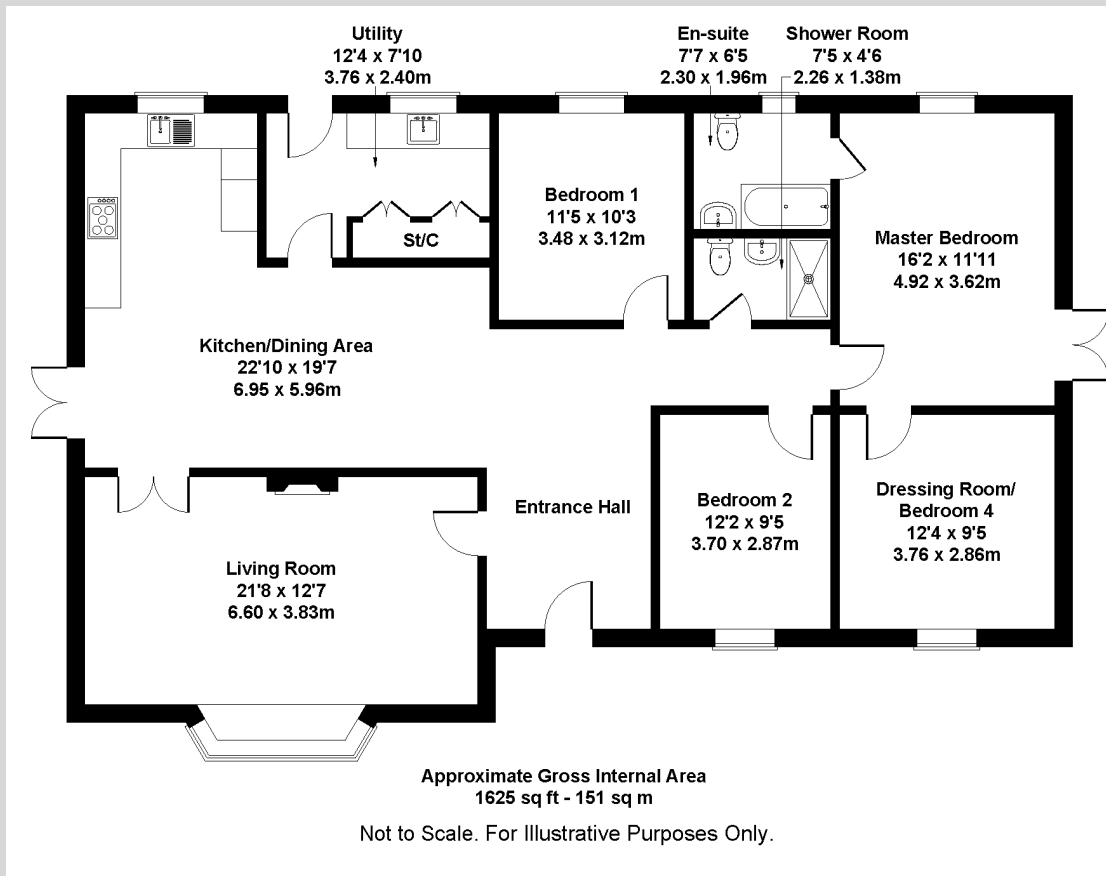 Utility
12'4 x 7'10
3.76 x 2.40m
En-suite
7'7 x 6'5
2.30 x 1.96m
Shower Room
7'5 x 4'6
2.26 x 1.38m
Bedroom 1
11'5 x 10'3
3.48 x 3.12m
St/C
Master Bedroom
16'2 x 11'11
4.92 x 3.62m
Kitchen/Dining Area
22'10 x 19'7
6.95 x 5.96m
Entrance Hall
Bedroom 2
12'2 x 9'5
3.70 x 2.87m
Dressing Room/
Bedroom 4
12'4 x 9'5
3.76 x 2.86m
Living Room
21'8 x 12'7
6.60 x 3.83m
Approximate Gross Internal Area
1625 sq ft - 151 sq m
Not to Scale. For Illustrative Purposes Only.